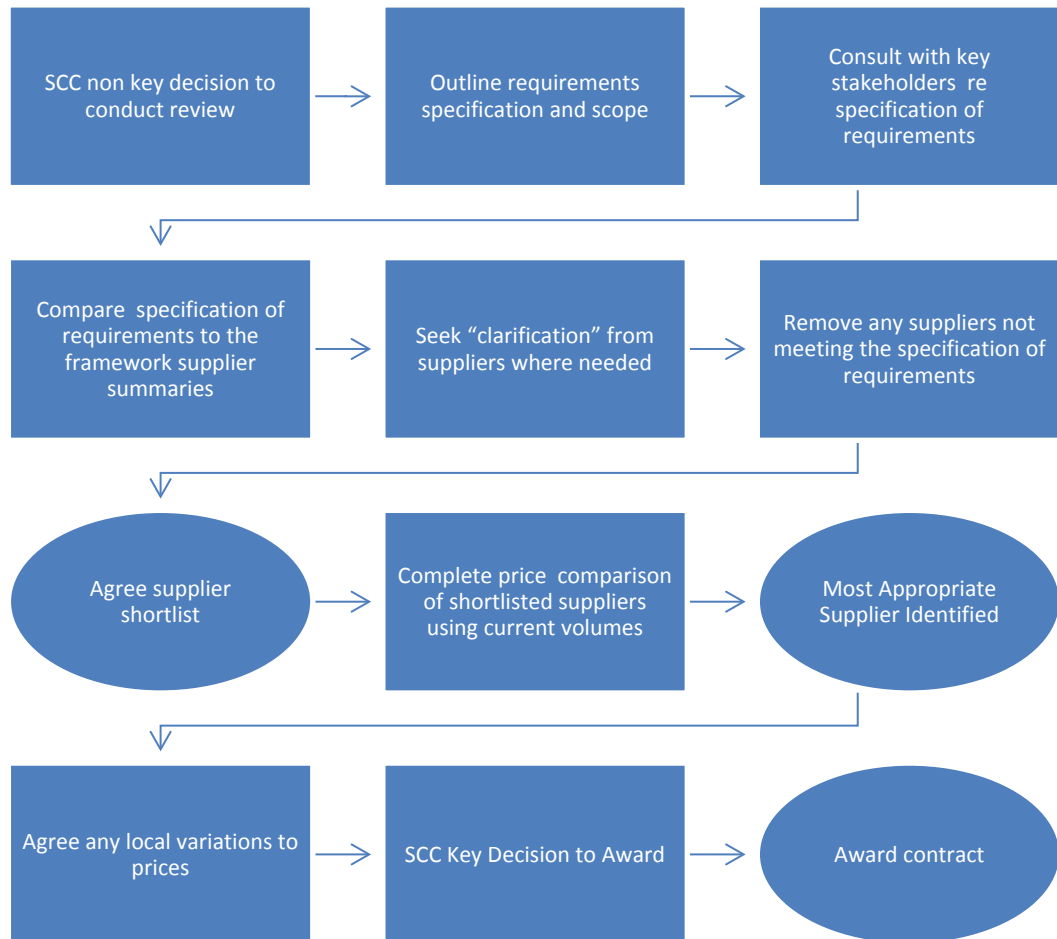 SCC non key decision to
conduct review
Outline requirements
specification and scope
Consult with key
stakeholders  re
specification of
requirements
Compare  specification of
requirements to the
framework supplier
summaries
Seek “clarification” from
suppliers where needed
Remove any suppliers not
meeting the specification of
requirements
Agree supplier
shortlist
Complete price  comparison
of shortlisted suppliers
using current volumes
Most Appropriate
Supplier Identified
Agree any local variations to
prices
SCC Key Decision to Award
Award contract